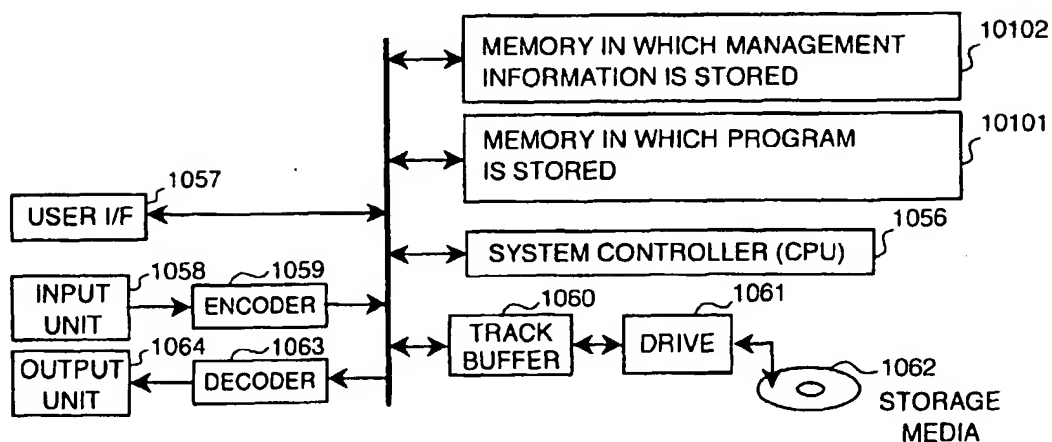 10102
MEMORY IN WHICH MANAGEMENT
INFORMATION IS STORED
10101
MEMORY IN WHICH PROGRAM
IS STORED
1057
USER I/F
1056
SYSTEM CONTROLLER (CPU)
1058
INPUT
UNIT
1059
ENCODER
1060
TRACK
BUFFER
1061
DRIVE
1064
OUTPUT
UNIT
1063
DECODER
1062
STORAGE
MEDIA